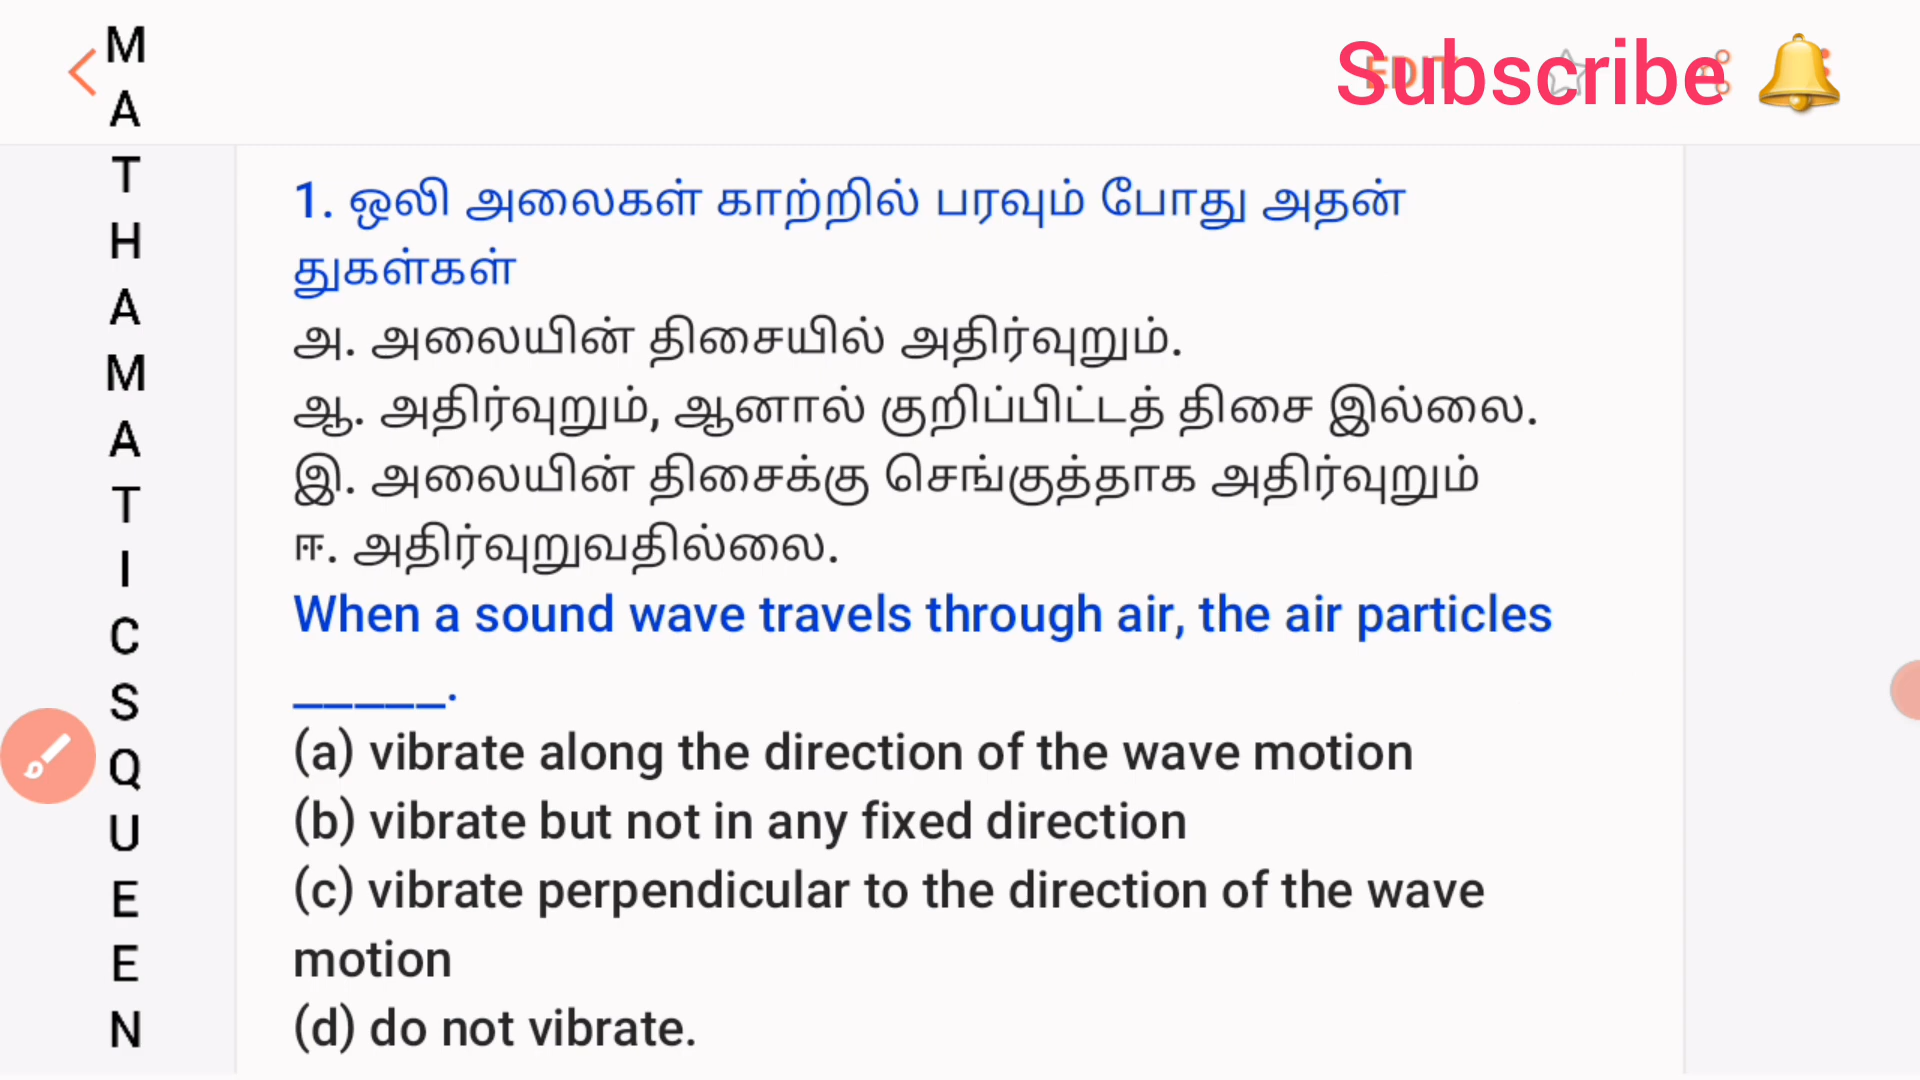 MATHAMATICSQUEEN
Subscribe 🔔
EDIT
1. ஒலி அலைகள் காற்றில் பரவும் போது அதன்
துகள்கள்
அ. அலையின் திசையில் அதிர்வுறும்.
ஆ. அதிர்வுறும், ஆனால் குறிப்பிட்டத் திசை இல்லை.
இ. அலையின் திசைக்கு செங்குத்தாக அதிர்வுறும்
ஈ. அதிர்வுறுவதில்லை.
When a sound wave travels through air, the air particles
_____.
(a) vibrate along the direction of the wave motion
(b) vibrate but not in any fixed direction
(c) vibrate perpendicular to the direction of the wave
motion
(d) do not vibrate.